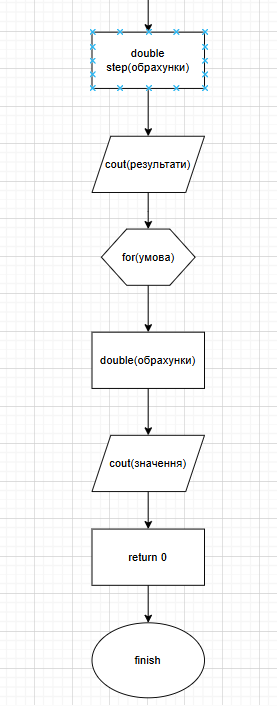 double
step(обрахунки)
cout(результати)
for(умова)
double(обрахунки)
cout(значення)
return 0
finish